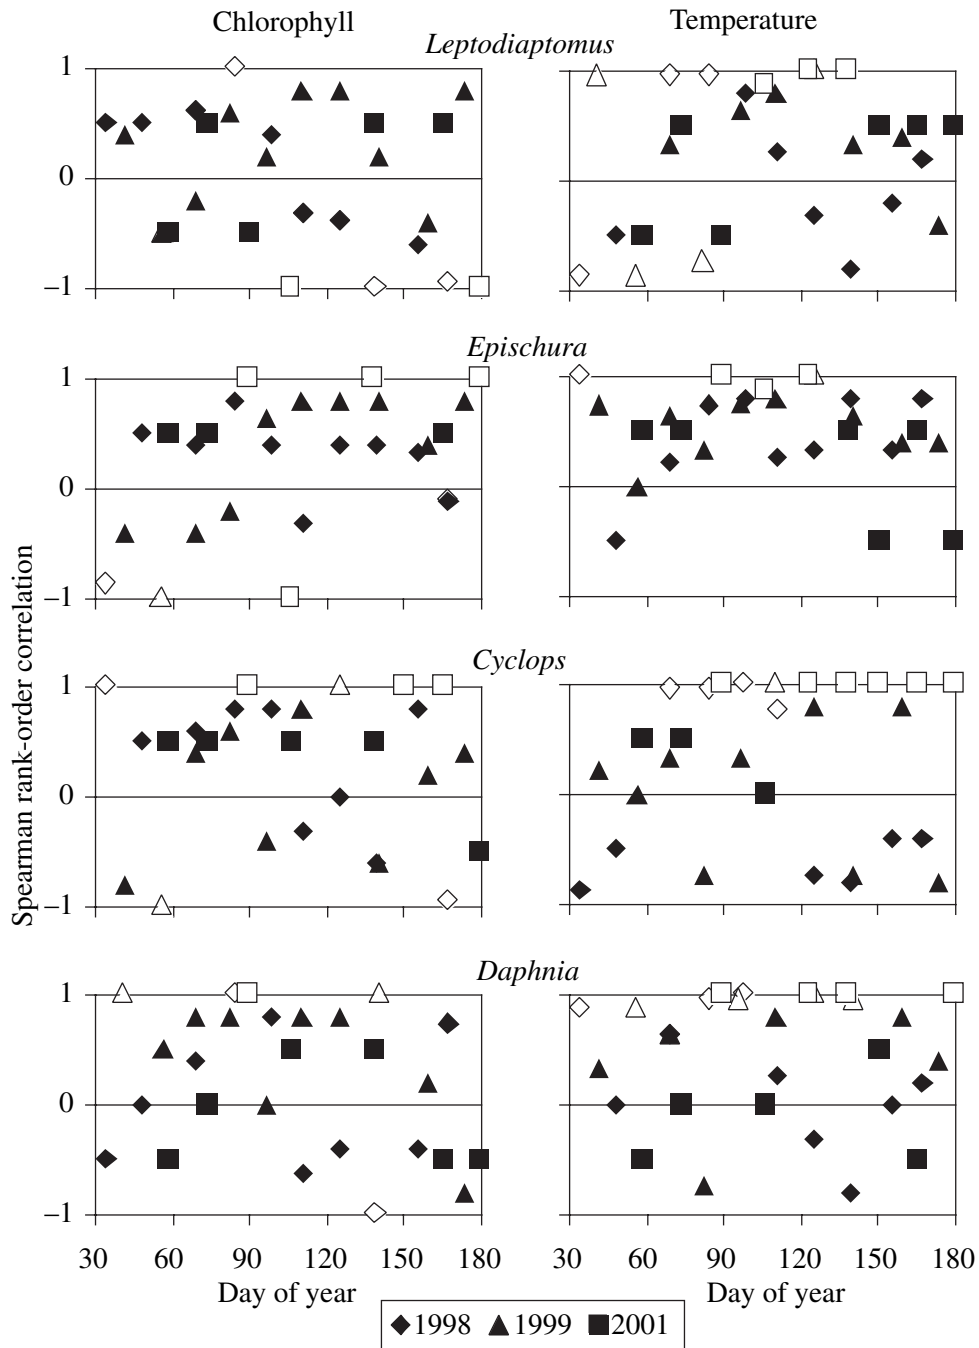 Chlorophyll Temperature
Leptodiaptomus
1
0
−1
Epischura
1
0
−1
Cyclops
1
0
−1
Daphnia
1
0
−1
Spearman rank-order correlation
30 60 90 120 150 180 30 60 90 120 150 180
Day of year Day of year
1998 1999 2001